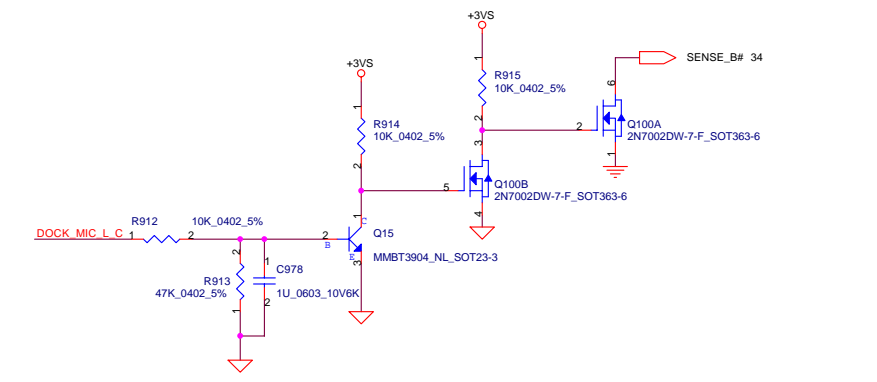 +3VS
SENSE_B# 34
+3VS
1
R915
10K_0402_5%
2
6
2
Q100A
2N7002DW-7-F_SOT363-6
1
1
R914
10K_0402_5%
2
3
5
Q100B
2N7002DW-7-F_SOT363-6
4
DOCK_MIC_L_C
1
R912
2
10K_0402_5%
1
C
2
B
E
3
Q15
MMBT3904_NL_SOT23-3
2
R913
47K_0402_5%
1
1
C978
1U_0603_10V6K
2